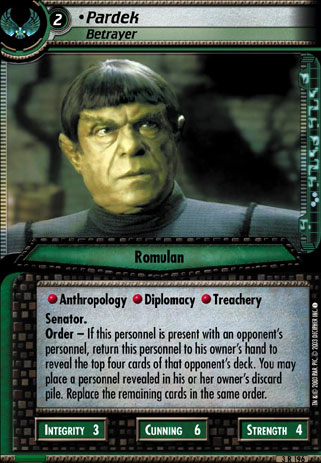 2 • Pardek
Betrayer
Romulan
Anthropology Diplomacy Treachery
Senator.
Order – If this personnel is present with an opponent's
personnel, return this personnel to his owner's hand to
reveal the top four cards of that opponent's deck. You may
place a personnel revealed in his or her owner's discard
pile. Replace the remaining cards in the same order.
INTEGRITY 3 CUNNING 6 STRENGTH 4
3 R 196